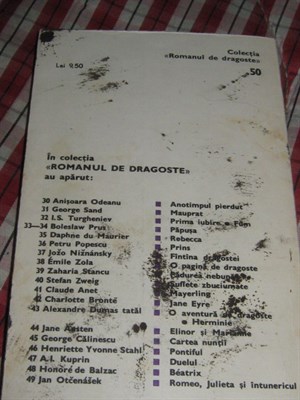 Colecția
«Romanul de dragoste»
Lei 9,50
50
În colecția
«ROMANUL DE DRAGOSTE»
au apărut:
30 Anișoara Odeanu Anotimpul pierdut
31 George Sand Mauprat
32 I.S. Turgheniev Prima iubire
33—34 Boleslaw Prus Păpușa
35 Daphne du Maurier Rebecca
36 Petru Popescu Prins
37 Jožo Nižnánsky Fîntîna dragostei
38 Émile Zola O pagină de dragoste
39 Zaharia Stancu Pădurea nebună
40 Stefan Zweig Suflete zbuciumate
41 Claude Anet Mayerling
42 Charlotte Brontë Jane Eyre
43 Alexandre Dumas tatăl O aventură de dragoste
Herminie
44 Jane Austen Elinor și Marianne
45 George Călinescu Cartea nunții
46 Henriette Yvonne Stahl Pontiful
47 A.I. Kuprin Duelul
48 Honoré de Balzac Béatrix
49 Jan Otčenášek Romeo, Julieta și întunericul